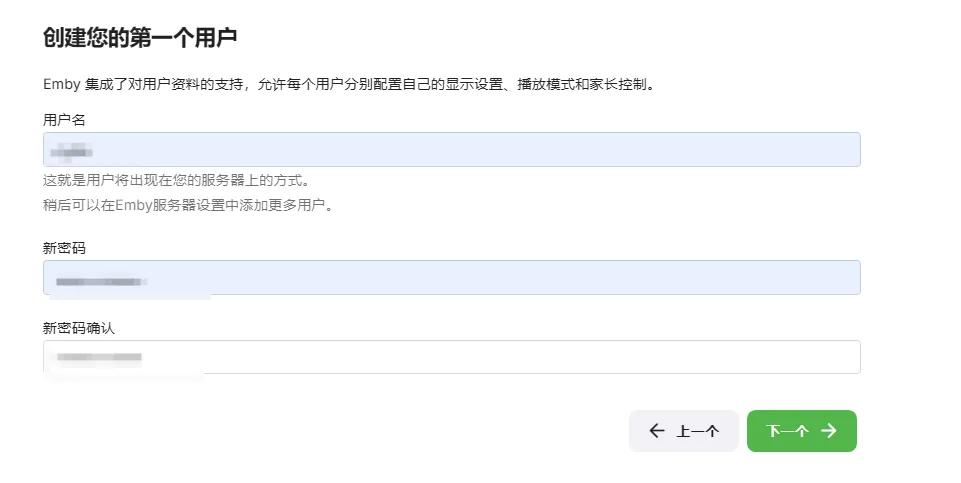 创建您的第一个用户
Emby 集成了对用户资料的支持，允许每个用户分别配置自己的显示设置、播放模式和家长控制。
用户名
这就是用户将出现在您的服务器上的方式。
稍后可以在Emby服务器设置中添加更多用户。
新密码
新密码确认
上一个
下一个